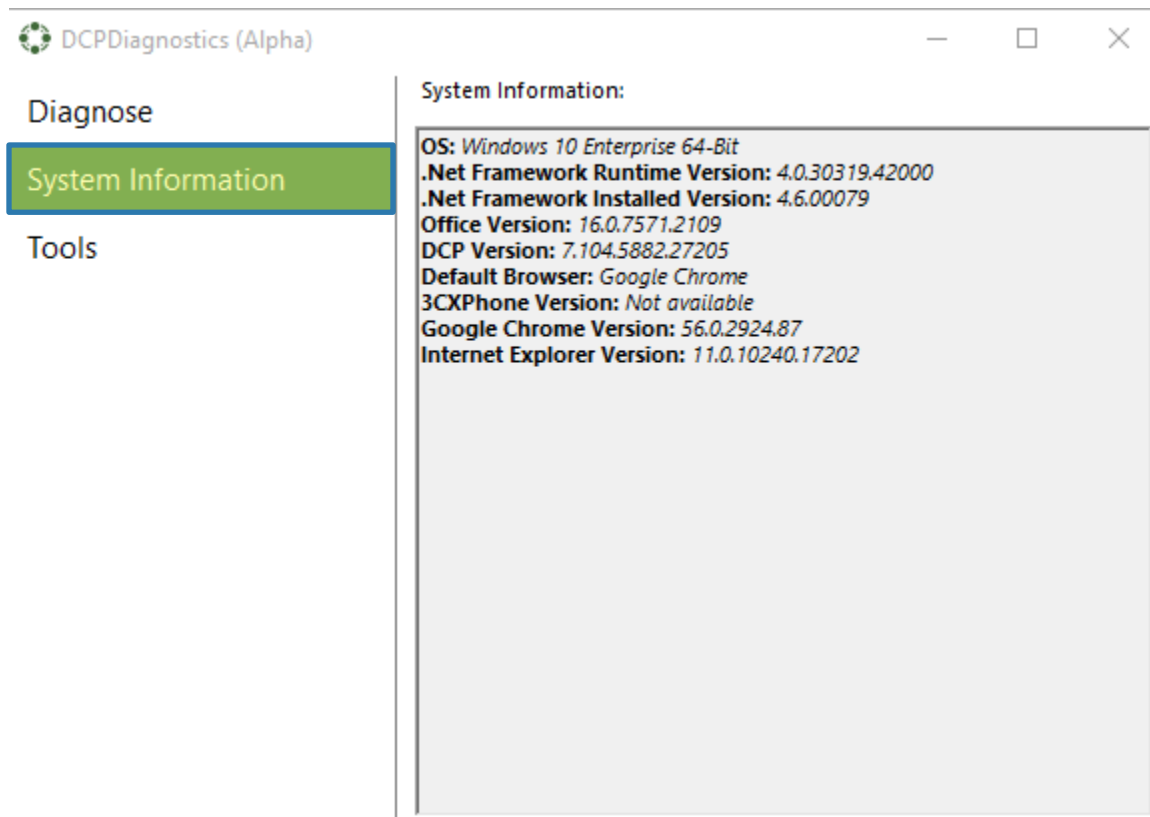 DCPDiagnostics (Alpha)
Diagnose
System Information
Tools
System Information:
OS: Windows 10 Enterprise 64-Bit
.Net Framework Runtime Version: 4.0.30319.42000
.Net Framework Installed Version: 4.6.00079
Office Version: 16.0.7571.2109
DCP Version: 7.104.5882.27205
Default Browser: Google Chrome
3CXPhone Version: Not available
Google Chrome Version: 56.0.2924.87
Internet Explorer Version: 11.0.10240.17202